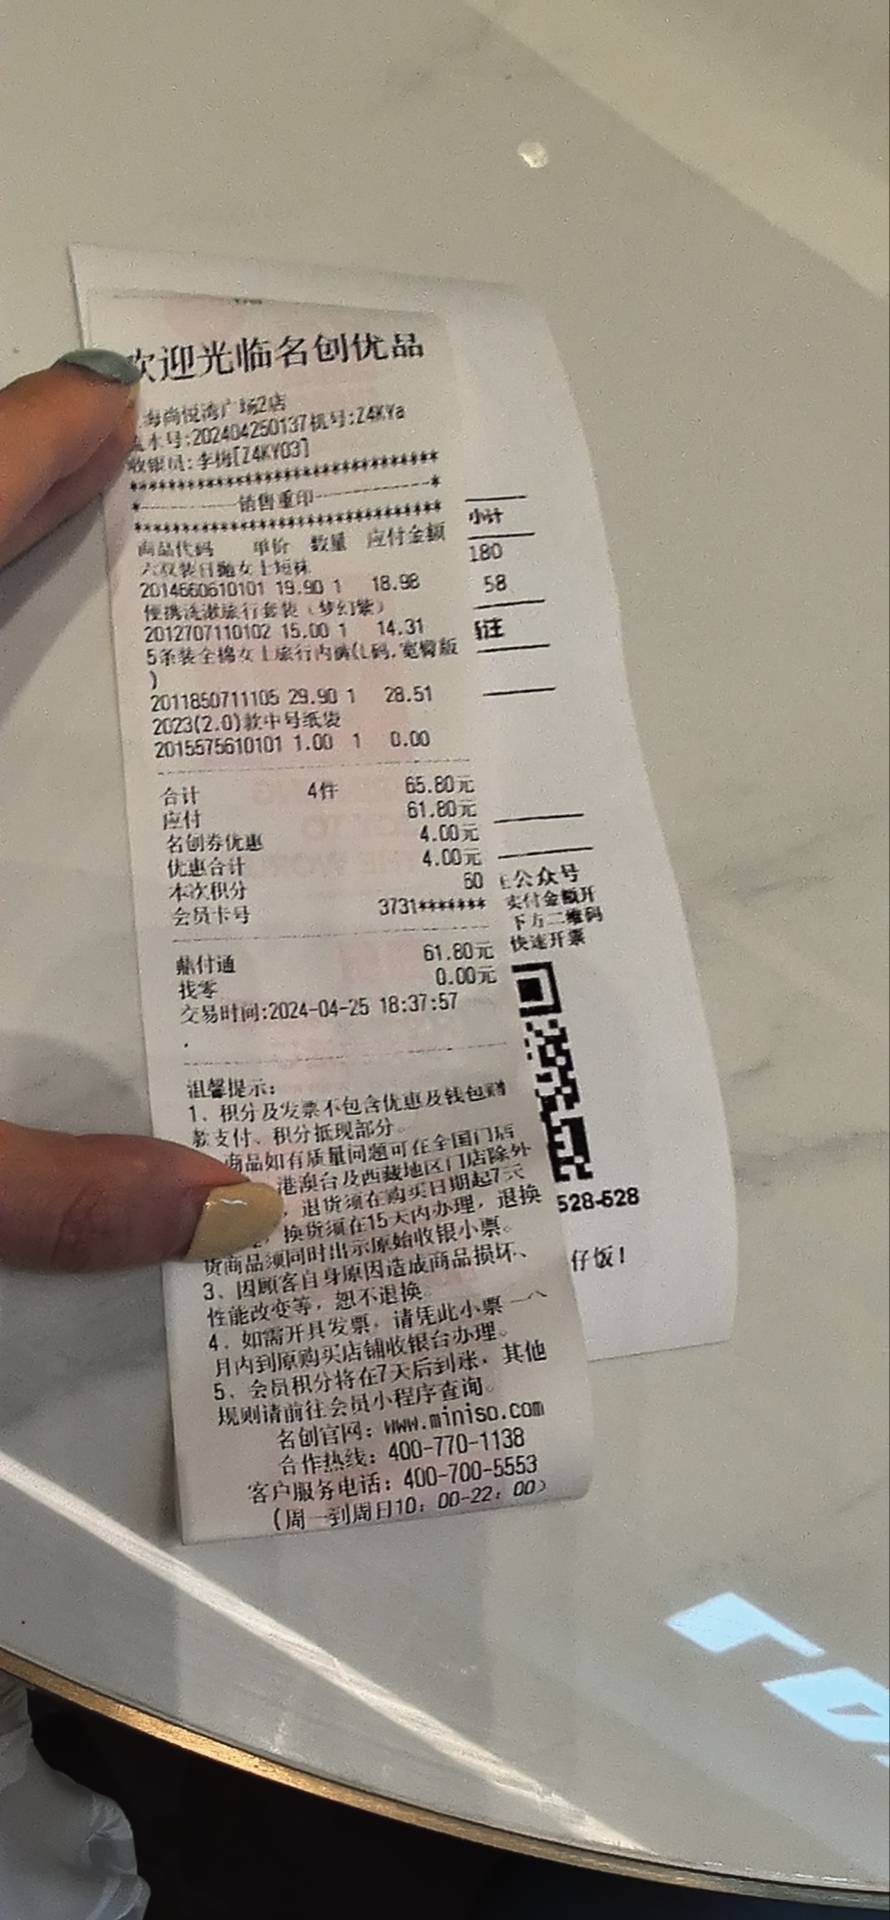 欢迎光临名创优品
海尚悦湾广场2店
流水号:202404250137机号:Z4KYa
收银员:李梅[Z4KY03]
********************************
*----------销售重印------------*
********************************
商品代码 单价 数量 应付金额
六双装日抛女士短袜
2014660610101 19.90 1 18.98
便携洗漱旅行套装(梦幻紫)
2012707110102 15.00 1 14.31
5条装全棉女士旅行内裤(L码,宽臀版
)
2011850711105 29.90 1 28.51
2023(2.0)款中号纸袋
2015575610101 1.00 1 0.00
合计 4件 65.80元
应付 61.80元
名创券优惠 4.00元
优惠合计 4.00元
本次积分 60
会员卡号 3731*******
鼎付通 61.80元
找零 0.00元
交易时间:2024-04-25 18:37:57
.
温馨提示:
1、积分及发票不包含优惠及钱包赠
款支付、积分抵现部分。
商品如有质量问题可在全国门店
港澳台及西藏地区门店除外
,退货须在购买日期起7天
,换货须在15天内办理,退换
货商品须同时出示原始收银小票。
3、因顾客自身原因造成商品损坏、
性能改变等,恕不退换
4、如需开具发票,请凭此小票一个
月内到原购买店铺收银台办理。
5、会员积分将在7天后到账,其他
规则请前往会员小程序查询。
名创官网:www.miniso.com
合作热线:400-770-1138
客户服务电话:400-700-5553
(周一到周日10:00-22:00)
小计
180
58
备注
公众号
实付金额开
下方二维码
快速开票
528-628
仔饭!